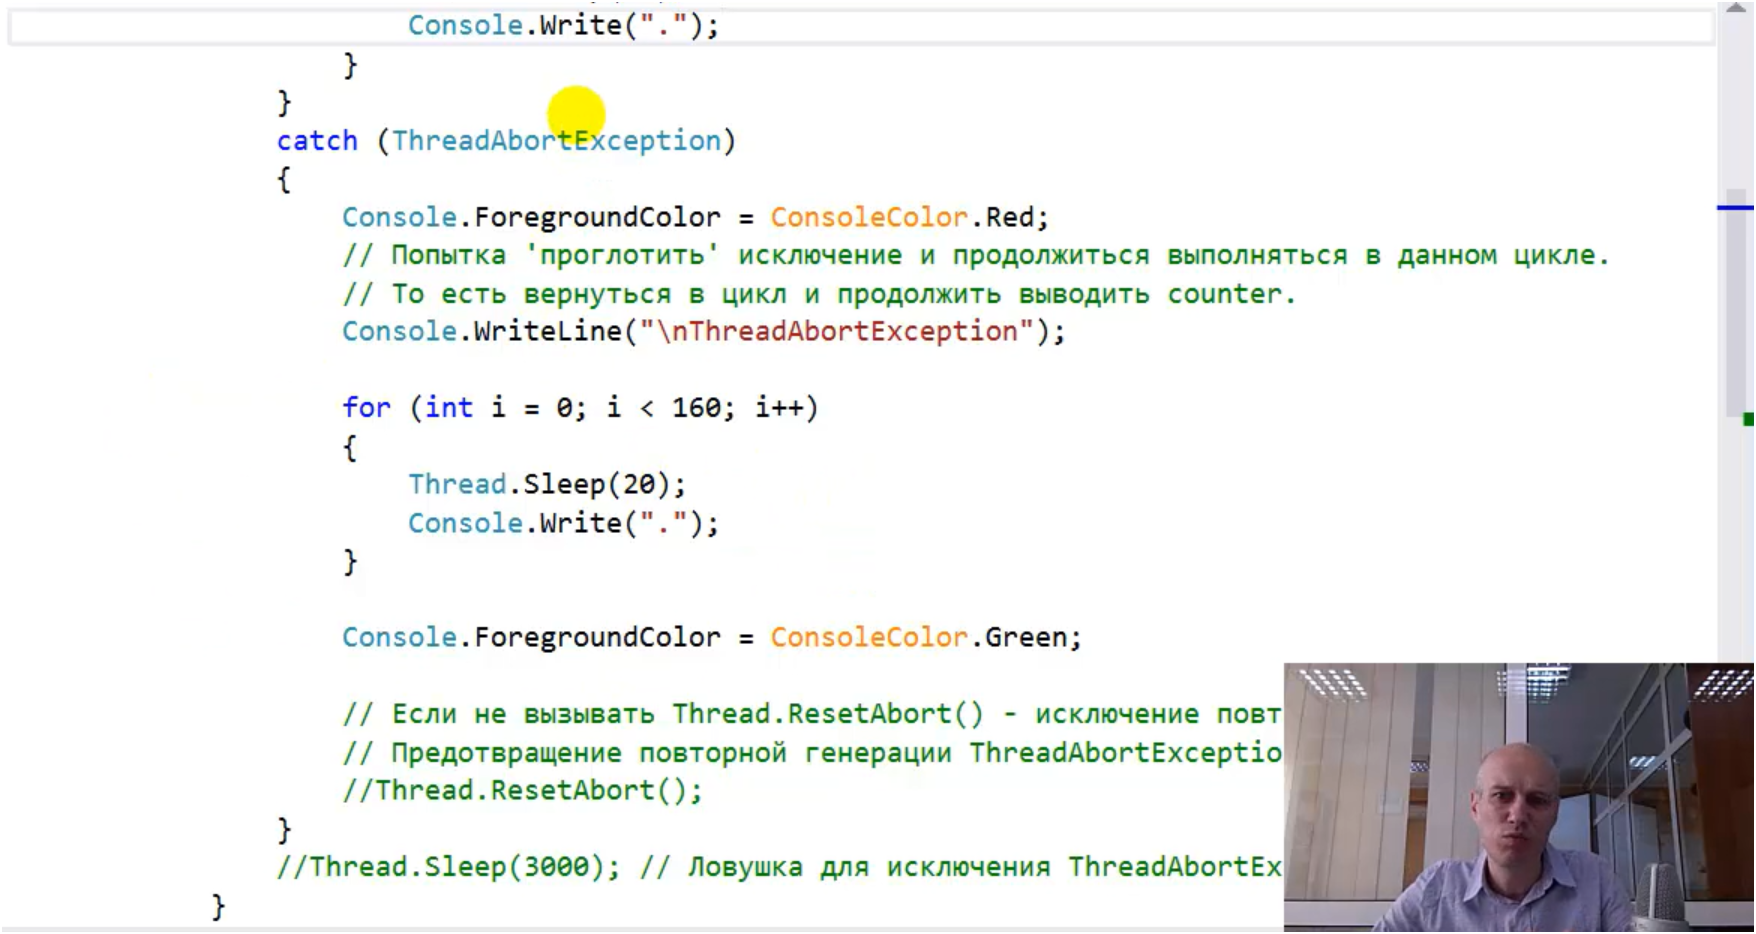 Console.Write(".");
}
}
catch (ThreadAbortException)
{
Console.ForegroundColor = ConsoleColor.Red;
// Попытка 'проглотить' исключение и продолжиться выполняться в данном цикле.
// То есть вернуться в цикл и продолжить выводить counter.
Console.WriteLine("\nThreadAbortException");
for (int i = 0; i < 160; i++)
{
Thread.Sleep(20);
Console.Write(".");
}
Console.ForegroundColor = ConsoleColor.Green;
// Если не вызывать Thread.ResetAbort() - исключение повт
// Предотвращение повторной генерации ThreadAbortExceptio
//Thread.ResetAbort();
}
//Thread.Sleep(3000); // Ловушка для исключения ThreadAbortEx
}